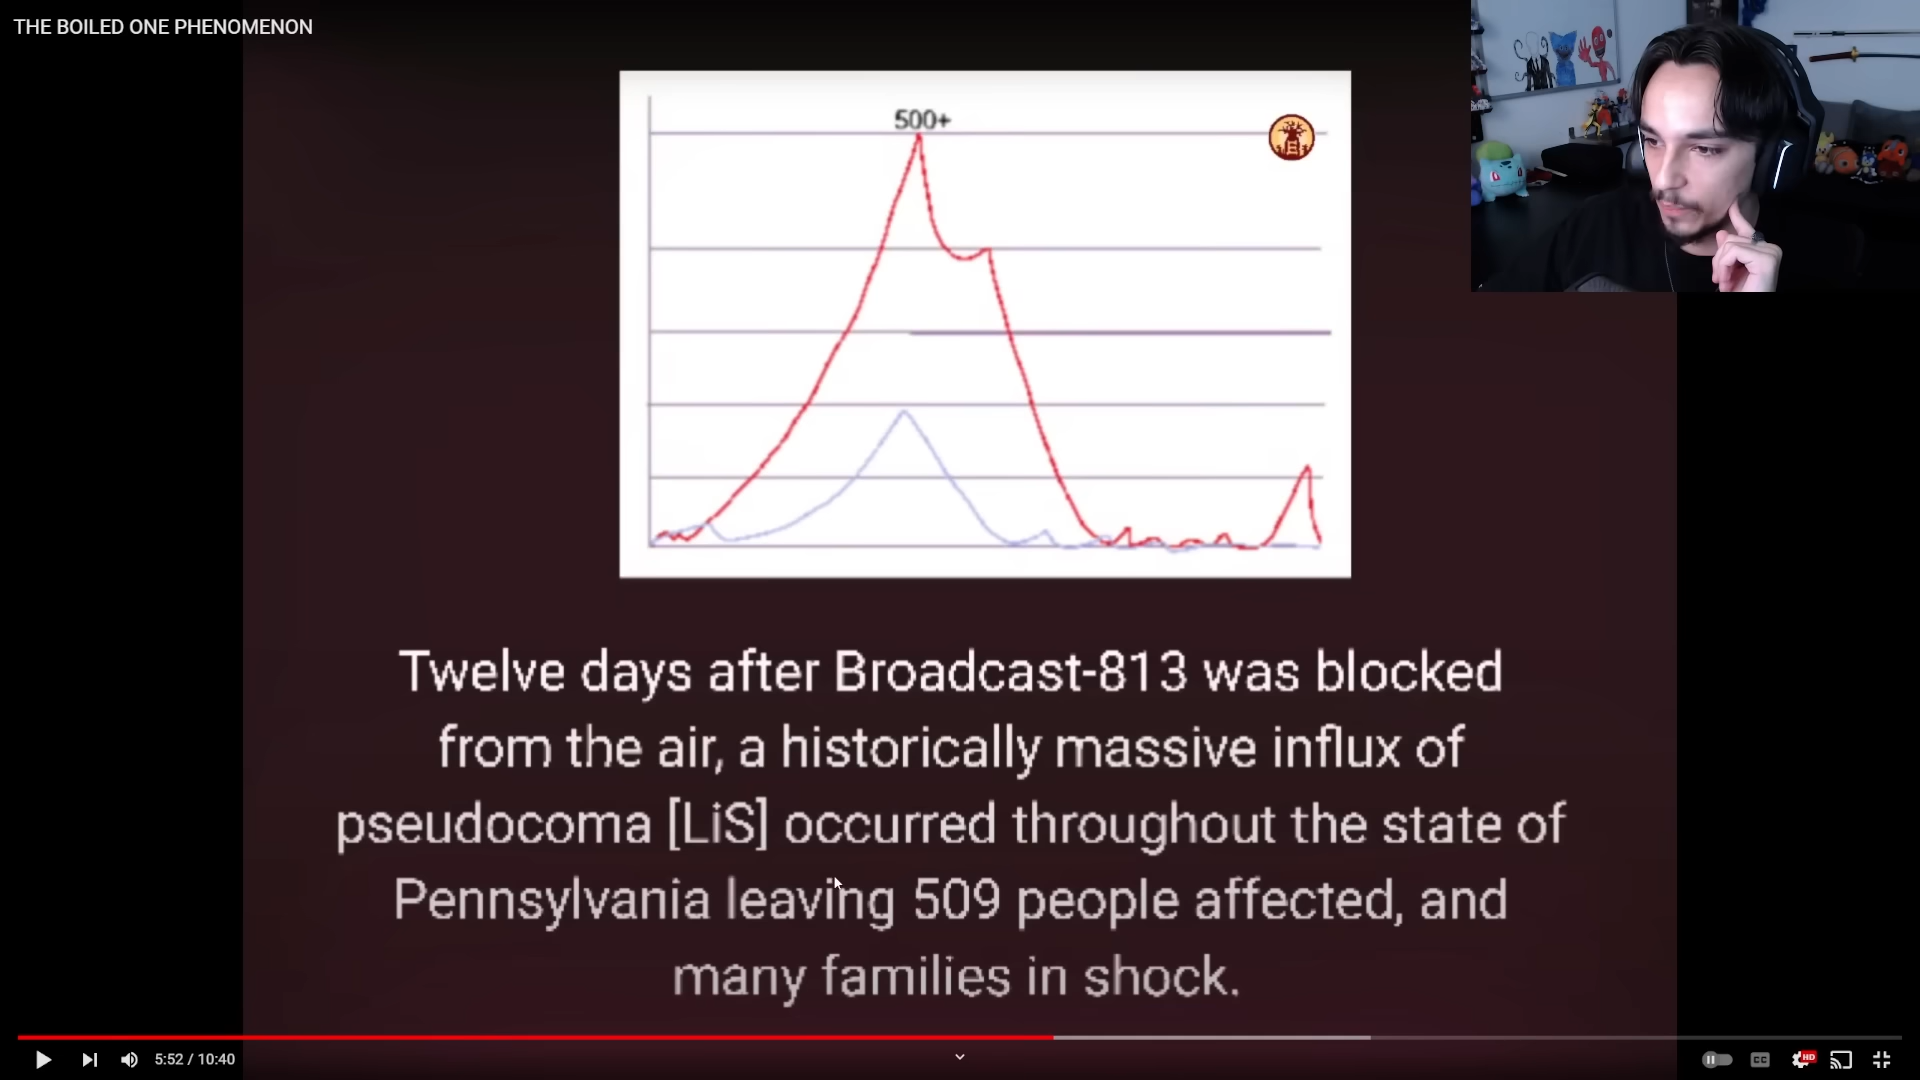 THE BOILED ONE PHENOMENON
500+
Twelve days after Broadcast-813 was blocked
from the air, a historically massive influx of
pseudocoma [LiS] occurred throughout the state of
Pennsylvania leaving 509 people affected, and
many families in shock.
5:52 / 10:40
CC
HD